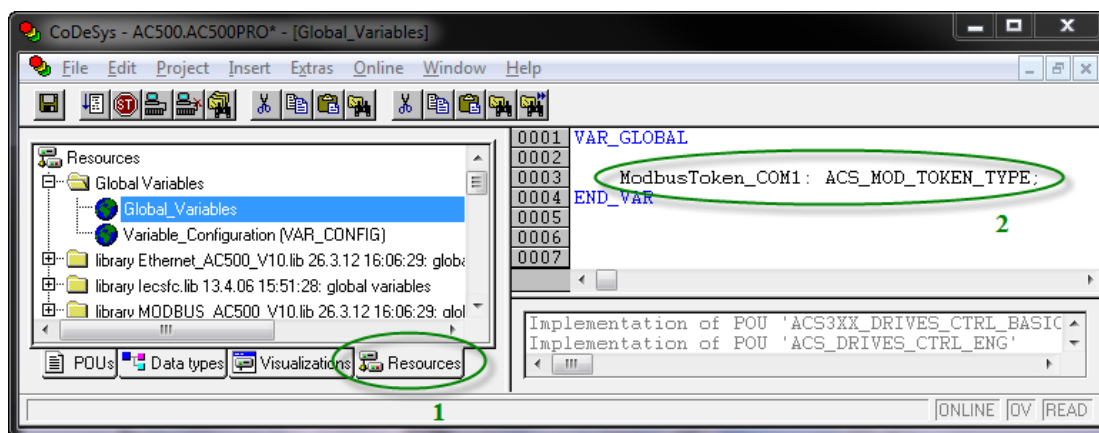 CoDeSys - AC500.AC500PRO* - [Global_Variables]
File Edit Project Insert Extras Online Window Help
ST
Resources
Global Variables
Global_Variables
Variable_Configuration (VAR_CONFIG)
library Ethernet_AC500_V10.lib 26.3.12 16:06:29: globa
library Iecsfc.lib 13.4.06 15:51:28: global variables
library MODBUS_AC500_V10.lib 26.3.12 16:06:29: glol
POUs Data types Visualizations Resources
1
0001 VAR_GLOBAL
0002
0003 ModbusToken_COM1: ACS_MOD_TOKEN_TYPE;
0004 END_VAR
0005
0006
0007
2
Implementation of POU 'ACS3XX_DRIVES_CTRL_BASIC
Implementation of POU 'ACS_DRIVES_CTRL_ENG'
ONLINE OV READ